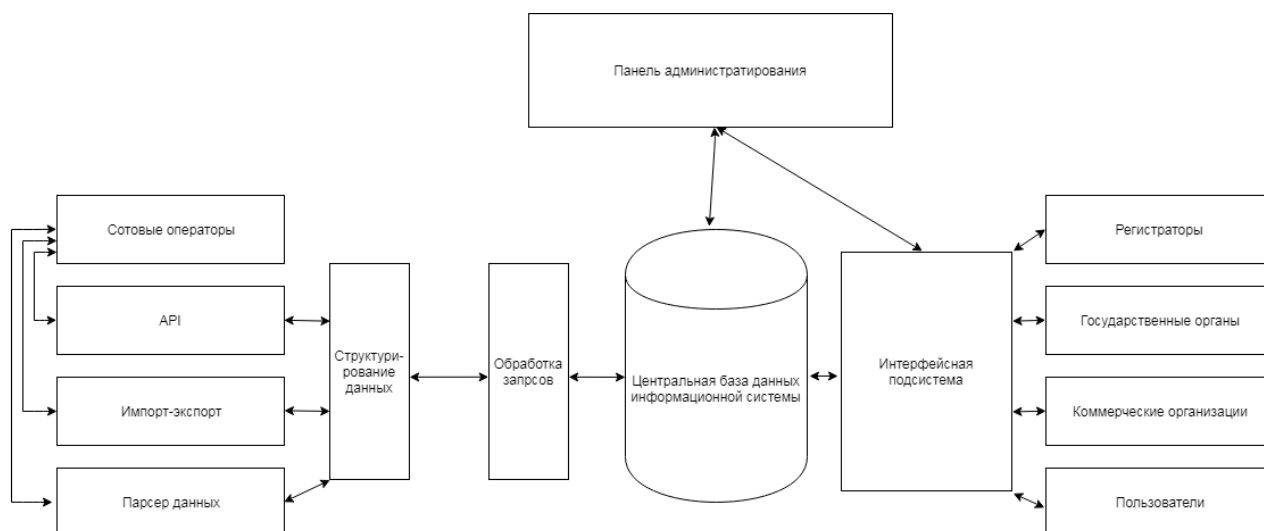 Панель администратирования
Сотовые операторы
API
Импорт-экспорт
Парсер данных
Структури-
рование
данных
Обработка
запрсов
Центральная база данных
информационной системы
Интерфейсная
подсистема
Регистраторы
Государственные органы
Коммерческие организации
Пользователи